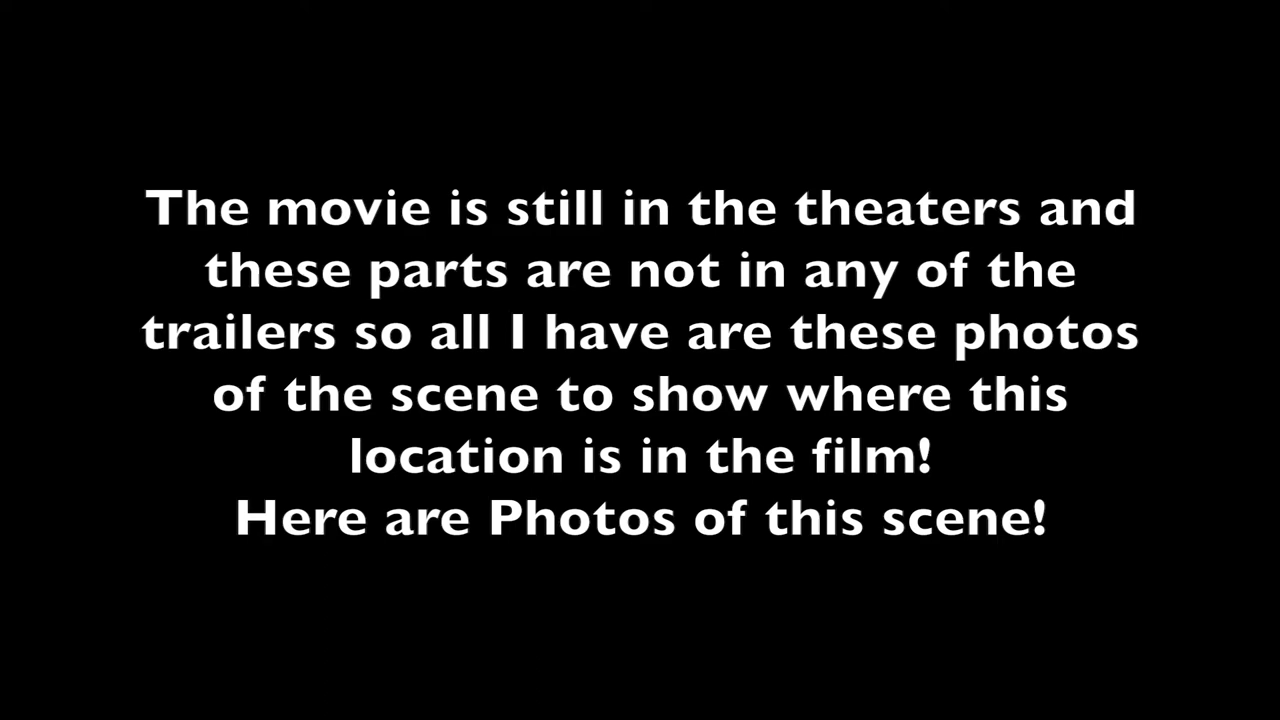 The movie is still in the theaters and
these parts are not in any of the
trailers so all I have are these photos
of the scene to show where this
location is in the film!
Here are Photos of this scene!